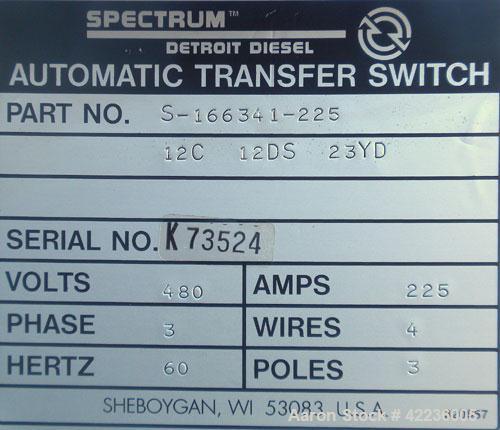 SPECTRUM™
DETROIT DIESEL
AUTOMATIC TRANSFER SWITCH
PART NO. S-166341-225
12C 12DS 23YD
SERIAL NO. K 73524
VOLTS 480 AMPS 225
PHASE 3 WIRES 4
HERTZ 60 POLES 3
SHEBOYGAN, WI 53083 U.S.A.
Aaron Stock #